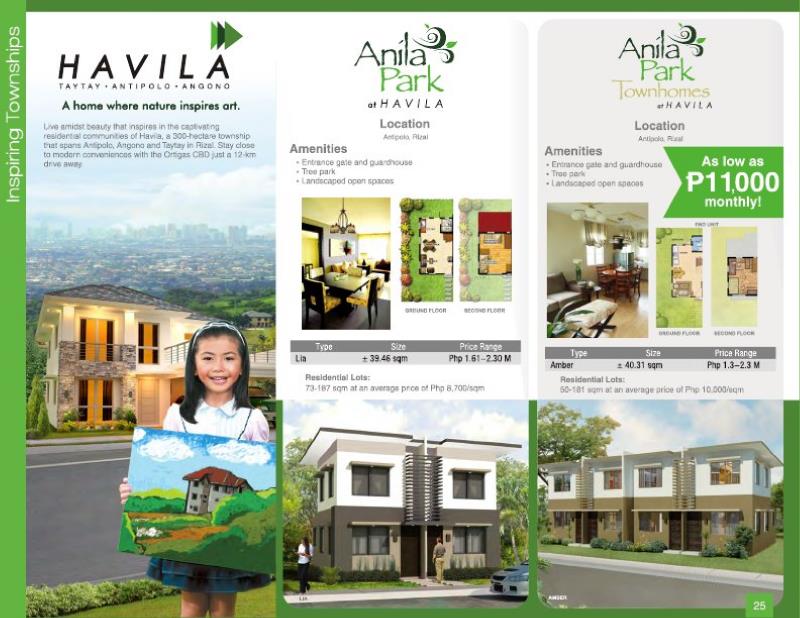 Inspiring Townships
HAVILA
TAYTAY • ANTIPOLO • ANGONO
A home where nature inspires art.
Live amidst beauty that inspires in the captivating
residential communities of Havila, a 300-hectare township
that spans Antipolo, Angono and Taytay in Rizal. Stay close
to modern conveniences with the Ortigas CBD just a 12-km
drive away.
Anila
Park
at HAVILA
Location
Antipolo, Rizal
Amenities
• Entrance gate and guardhouse
• Tree park
• Landscaped open spaces
GROUND FLOOR
SECOND FLOOR
Type Size Price Range
Lia ± 39.46 sqm Php 1.61–2.30 M
Residential Lots:
73-187 sqm at an average price of Php 8,700/sqm
LIA
Anila
Park
Townhomes
at HAVILA
Location
Antipolo, Rizal
Amenities
• Entrance gate and guardhouse
• Tree park
• Landscaped open spaces
As low as
₱11,000
monthly!
END UNIT
GROUND FLOOR
SECOND FLOOR
Type Size Price Range
Amber ± 40.31 sqm Php 1.3–2.3 M
Residential Lots:
50-181 sqm at an average price of Php 10,000/sqm
AMBER
25